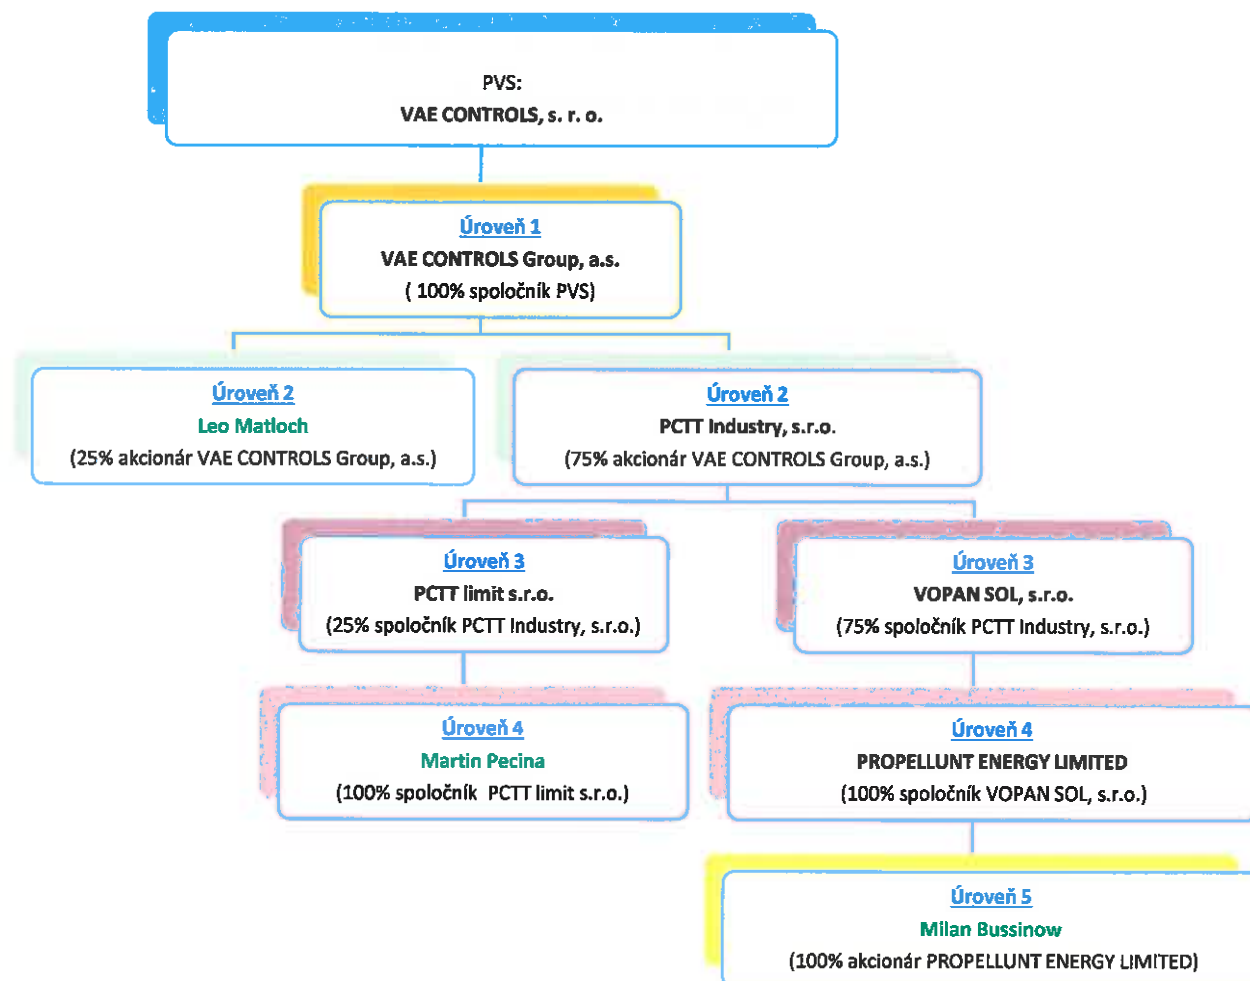 PVS:
VAE CONTROLS, s. r. o.
Úroveň 1
VAE CONTROLS Group, a.s.
( 100% spoločník PVS)
Úroveň 2
Leo Matloch
(25% akcionár VAE CONTROLS Group, a.s.)
Úroveň 2
PCTT Industry, s.r.o.
(75% akcionár VAE CONTROLS Group, a.s.)
Úroveň 3
PCTT limit s.r.o.
(25% spoločník PCTT Industry, s.r.o.)
Úroveň 3
VOPAN SOL, s.r.o.
(75% spoločník PCTT Industry, s.r.o.)
Úroveň 4
Martin Pecina
(100% spoločník PCTT limit s.r.o.)
Úroveň 4
PROPELLUNT ENERGY LIMITED
(100% spoločník VOPAN SOL, s.r.o.)
Úroveň 5
Milan Bussinow
(100% akcionár PROPELLUNT ENERGY LIMITED)